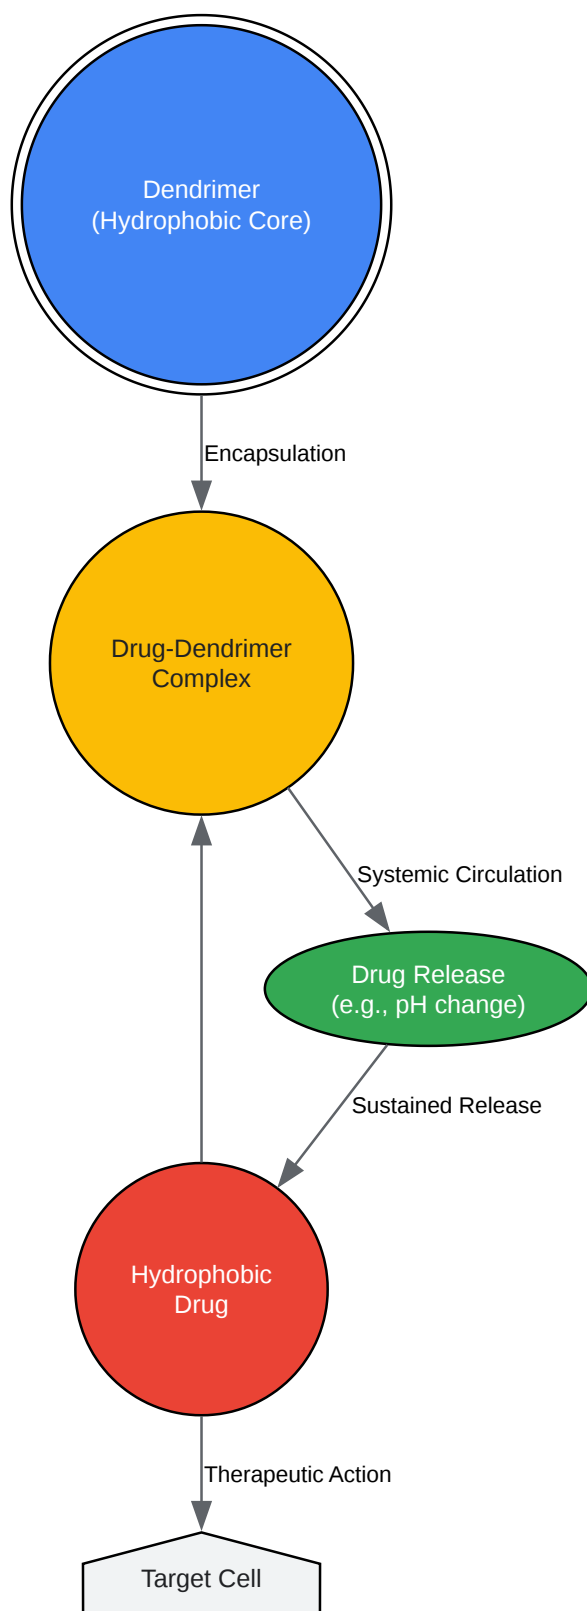 Dendrimer
(Hydrophobic Core)
Encapsulation
Drug-Dendrimer
Complex
Systemic Circulation
Drug Release
(e.g., pH change)
Sustained Release
Hydrophobic
Drug
Therapeutic Action
Target Cell